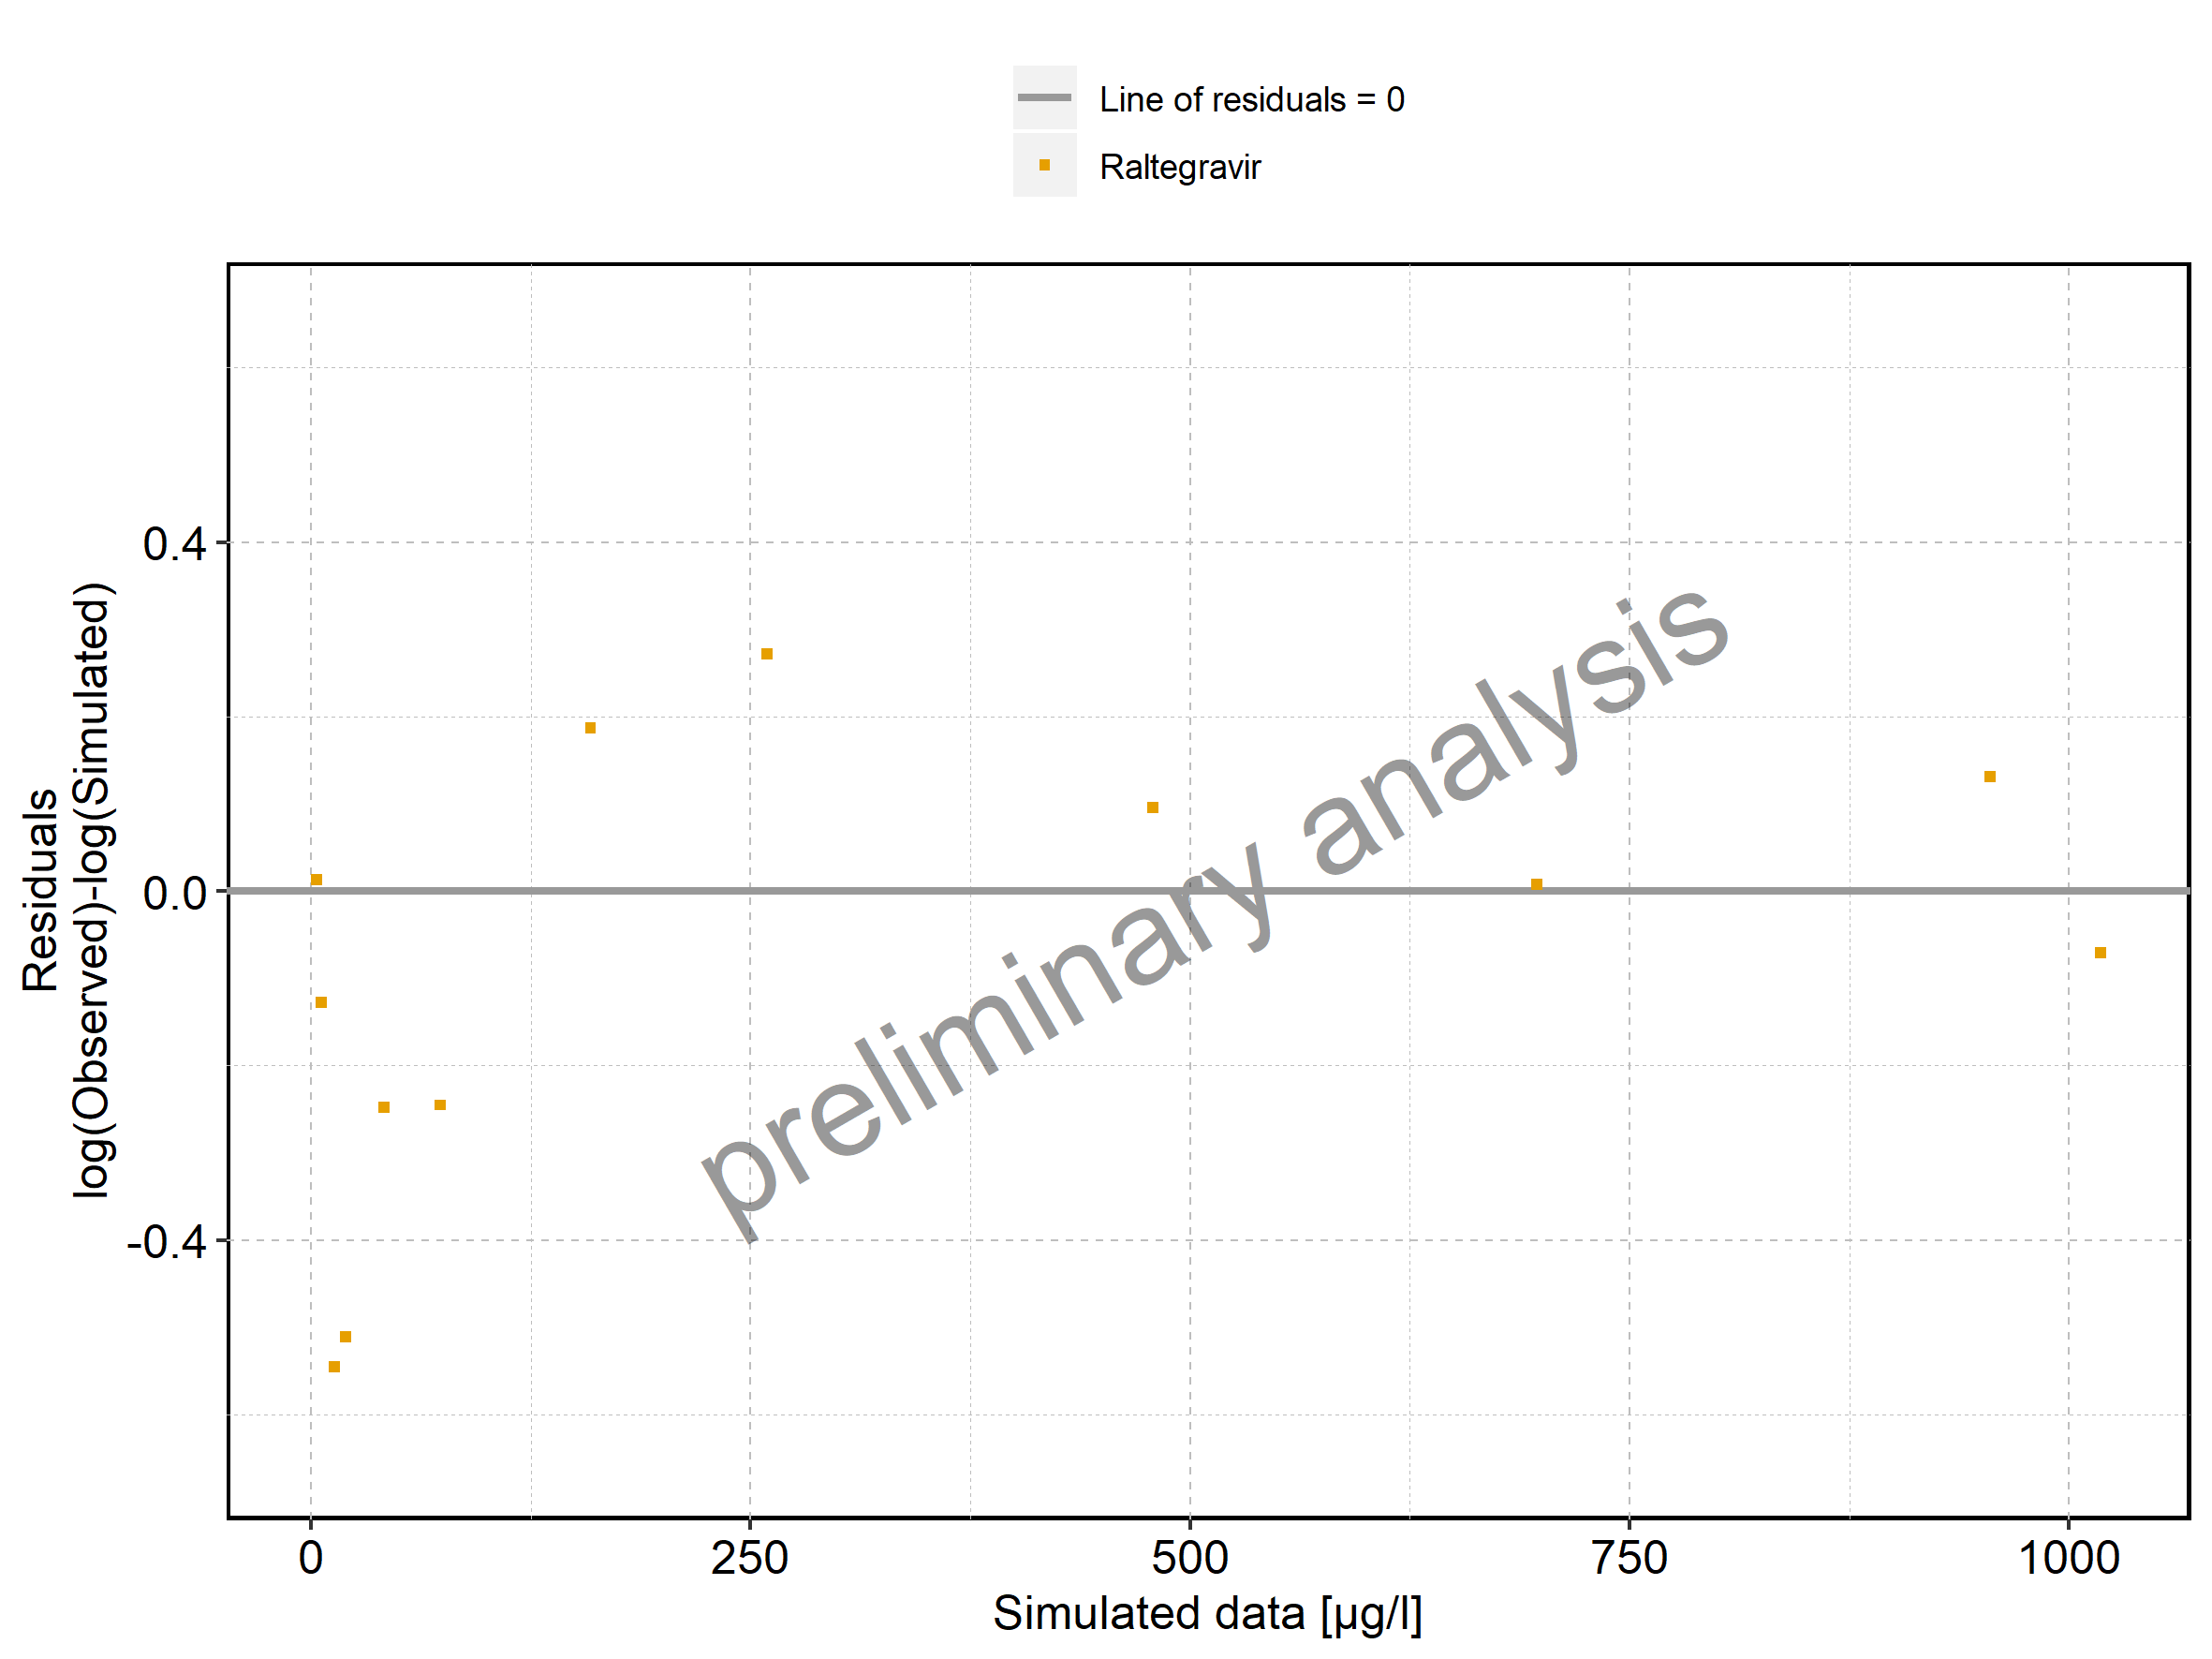 Line of residuals = 0
Raltegravir
Residuals
log(Observed)-log(Simulated)
0.4
0.0
-0.4
preliminary analysis
0 250 500 750 1000
Simulated data [µg/l]